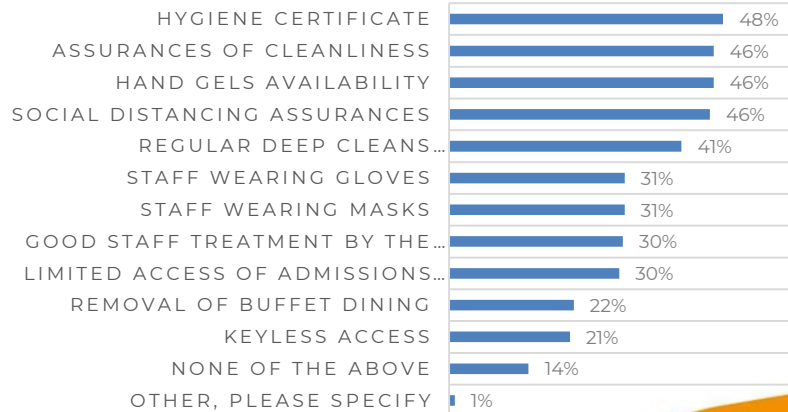 HYGIENE CERTIFICATE 48%
ASSURANCES OF CLEANLINESS 46%
HAND GELS AVAILABILITY 46%
SOCIAL DISTANCING ASSURANCES 46%
REGULAR DEEP CLEANS… 41%
STAFF WEARING GLOVES 31%
STAFF WEARING MASKS 31%
GOOD STAFF TREATMENT BY THE… 30%
LIMITED ACCESS OF ADMISSIONS… 30%
REMOVAL OF BUFFET DINING 22%
KEYLESS ACCESS 21%
NONE OF THE ABOVE 14%
OTHER, PLEASE SPECIFY 1%